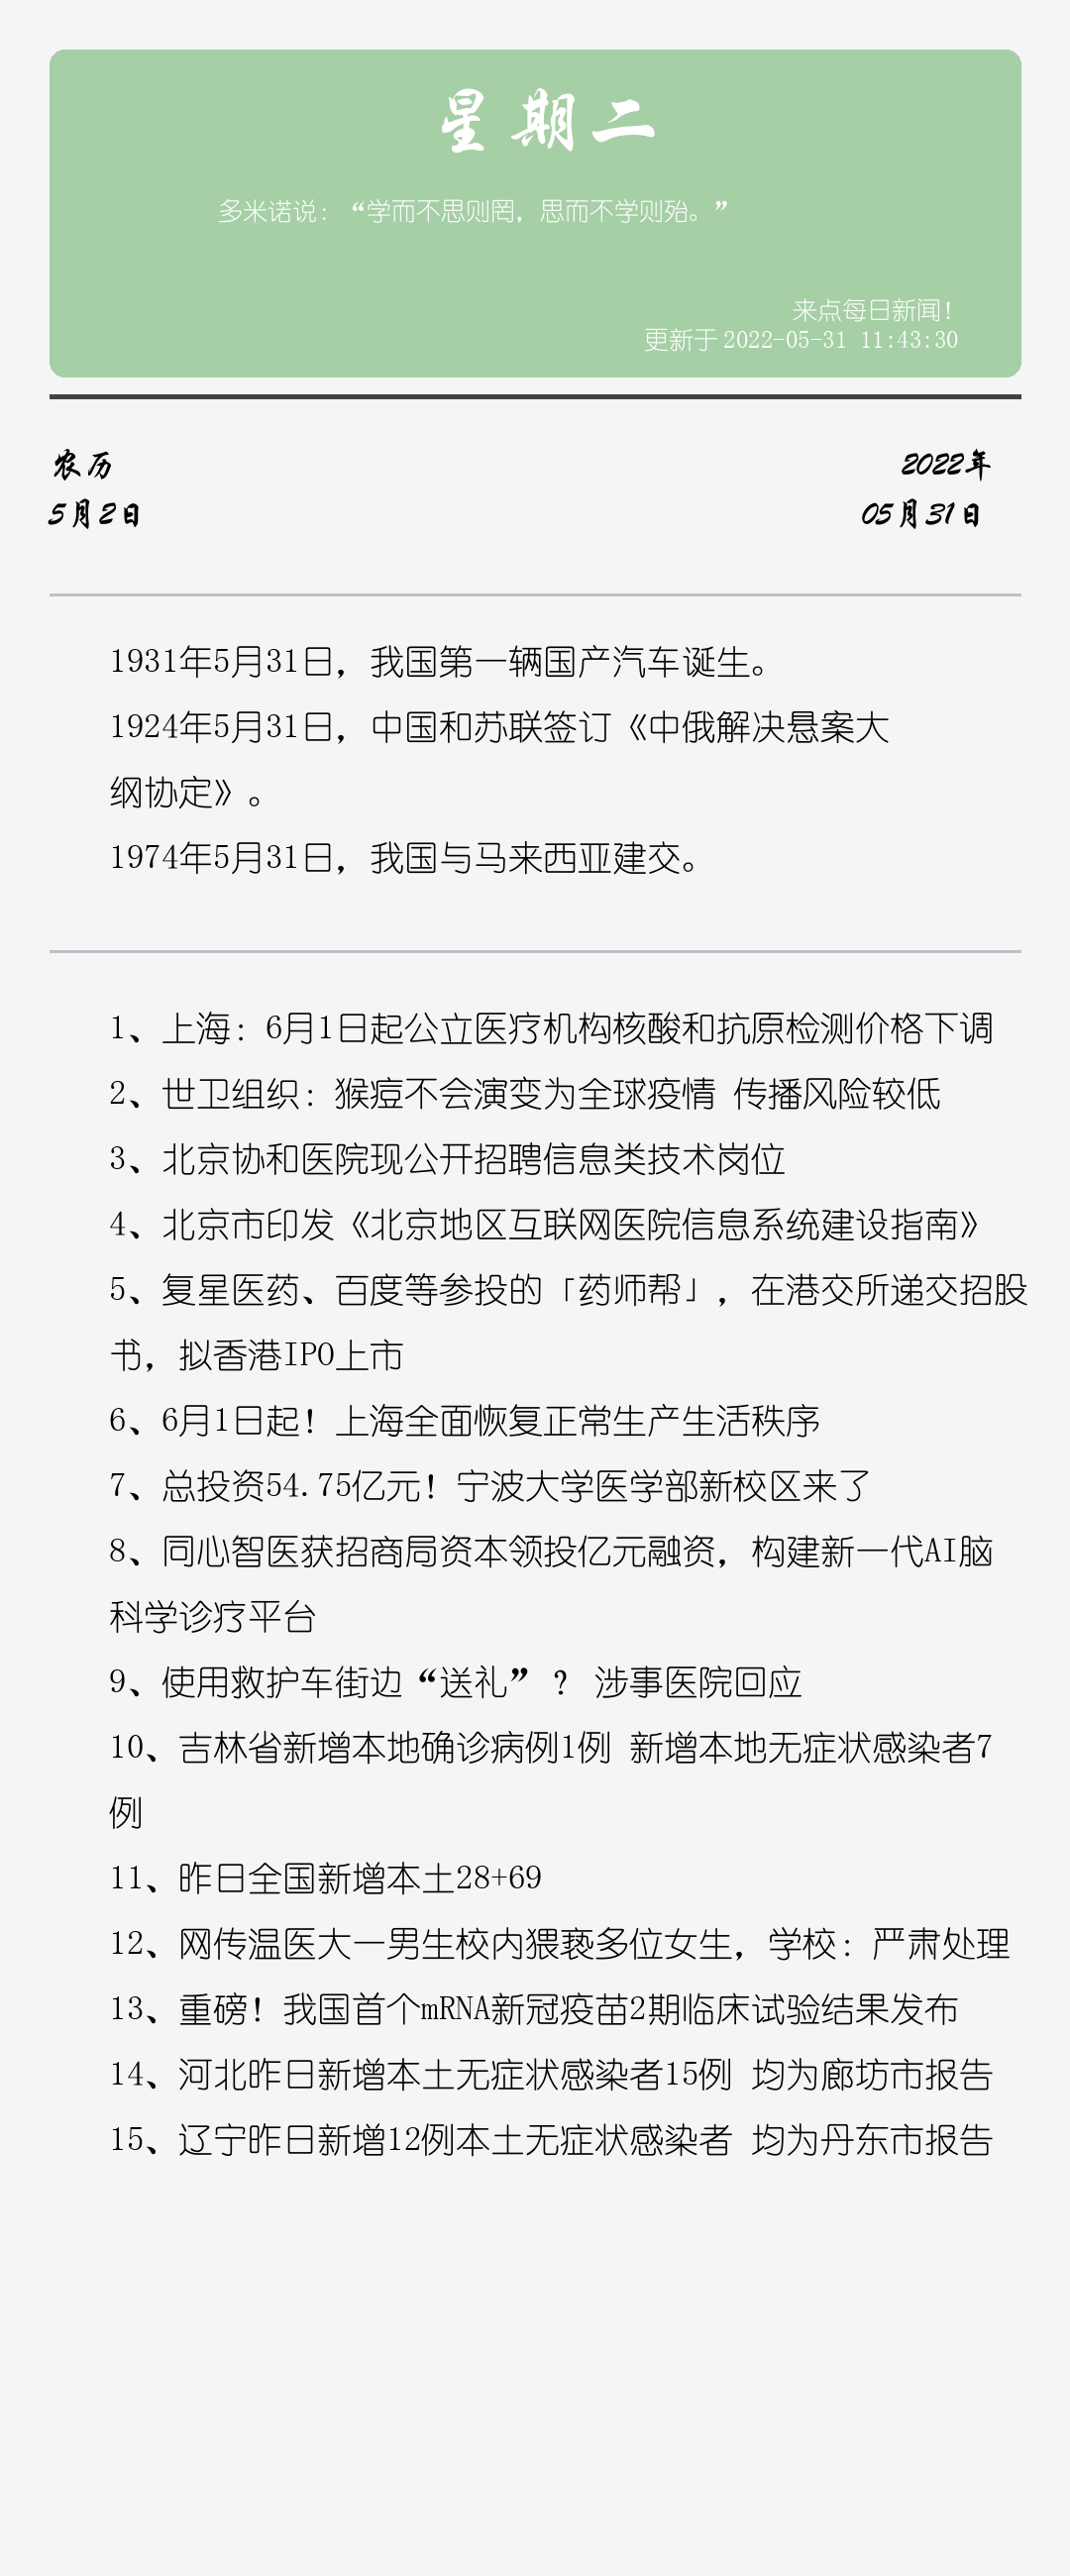 星期二
多米诺说：“学而不思则罔，思而不学则殆。”
来点每日新闻！
更新于 2022-05-31 11:43:30
农历
2022年
5月2日
05月31日
1931年5月31日，我国第一辆国产汽车诞生。
1924年5月31日，中国和苏联签订《中俄解决悬案大
纲协定》。
1974年5月31日，我国与马来西亚建交。
1、上海：6月1日起公立医疗机构核酸和抗原检测价格下调
2、世卫组织：猴痘不会演变为全球疫情 传播风险较低
3、北京协和医院现公开招聘信息类技术岗位
4、北京市印发《北京地区互联网医院信息系统建设指南》
5、复星医药、百度等参投的「药师帮」，在港交所递交招股
书，拟香港IPO上市
6、6月1日起！上海全面恢复正常生产生活秩序
7、总投资54.75亿元！宁波大学医学部新校区来了
8、同心智医获招商局资本领投亿元融资，构建新一代AI脑
科学诊疗平台
9、使用救护车街边“送礼”？ 涉事医院回应
10、吉林省新增本地确诊病例1例 新增本地无症状感染者7
例
11、昨日全国新增本土28+69
12、网传温医大一男生校内猥亵多位女生，学校：严肃处理
13、重磅！我国首个mRNA新冠疫苗2期临床试验结果发布
14、河北昨日新增本土无症状感染者15例 均为廊坊市报告
15、辽宁昨日新增12例本土无症状感染者 均为丹东市报告